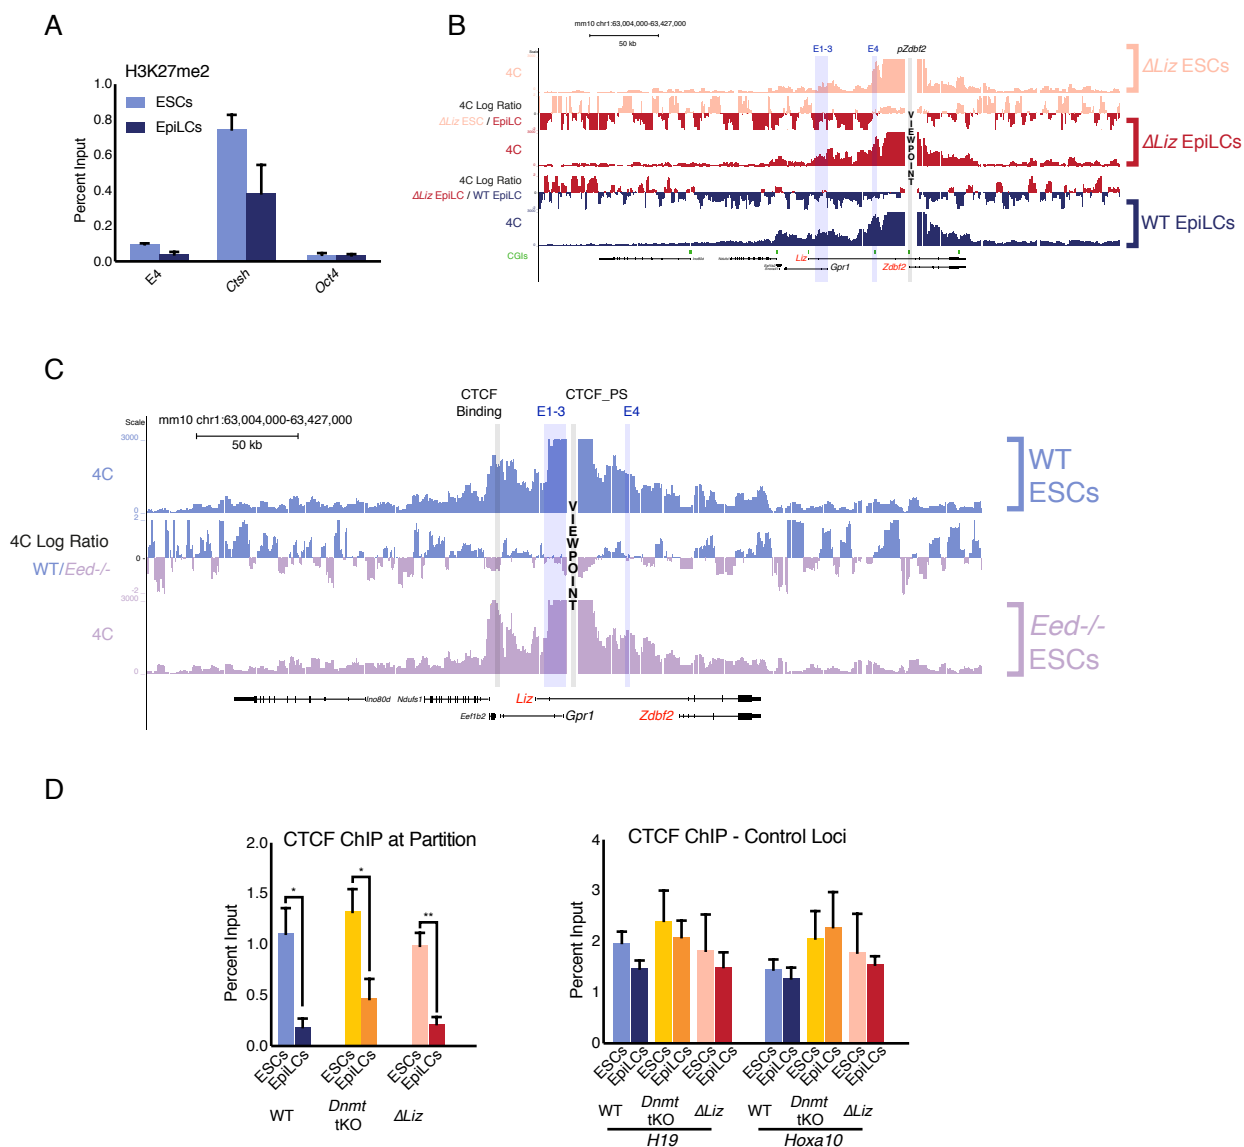 A
H3K27me2
ESCs
EpiLCs
Percent Input
1.0
0.8
0.6
0.4
0.2
0.0
E4
Ctsh
Oct4
B
mm10 chr1:63,004,000-63,427,000
50 kb
E1-3
E4
pZdbf2
Scale
4C
ΔLiz ESCs
4C Log Ratio
ΔLiz ESC / EpiLC
4C
ΔLiz EpiLCs
4C Log Ratio
ΔLiz EpiLC / WT EpiLC
4C
WT EpiLCs
VIEWPOINT
CGIs
Liz
Gpr1
Zdbf2
C
CTCF
Binding
CTCF_PS
E1-3
E4
Scale
mm10 chr1:63,004,000-63,427,000
50 kb
3000
4C
0
WT
ESCs
2
4C Log Ratio
0
WT/Eed-/-
-2
VIEWPOINT
3000
4C
0
Eed-/-
ESCs
Ino80d
Ndufs1
Liz
Eef1b2
Gpr1
Zdbf2
D
CTCF ChIP at Partition
Percent Input
2.0
1.5
1.0
0.5
0.0
*
*
**
ESCs
EpiLCs
ESCs
EpiLCs
ESCs
EpiLCs
WT
Dnmt
tKO
ΔLiz
CTCF ChIP - Control Loci
Percent Input
4
3
2
1
0
ESCs
EpiLCs
ESCs
EpiLCs
ESCs
EpiLCs
ESCs
EpiLCs
ESCs
EpiLCs
ESCs
EpiLCs
WT
Dnmt
tKO
ΔLiz
WT
Dnmt
tKO
ΔLiz
H19
Hoxa10